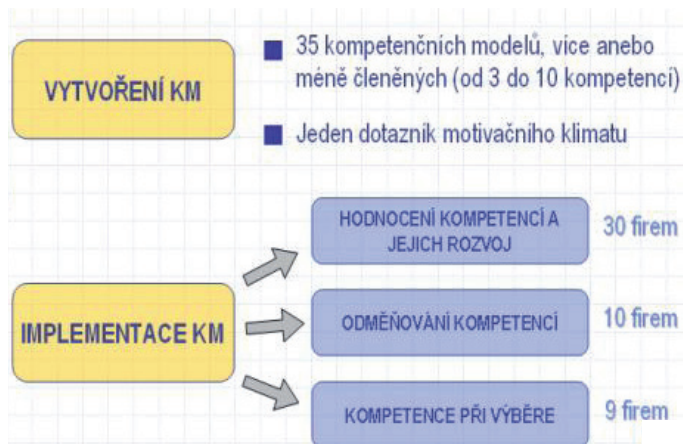 VYTVOŘENÍ KM
■ 35 kompetenčních modelů, více anebo
méně členěných (od 3 do 10 kompetencí)
■ Jeden dotazník motivačního klimatu
HODNOCENÍ KOMPETENCÍ A
JEJICH ROZVOJ
30 firem
IMPLEMENTACE KM
ODMĚŇOVÁNÍ KOMPETENCÍ
10 firem
KOMPETENCE PŘI VÝBĚRE
9 firem